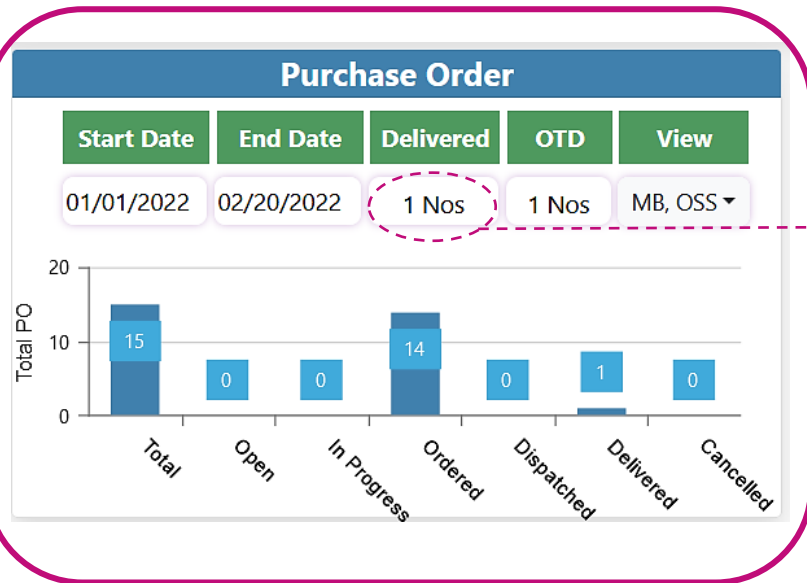 Purchase Order
Start Date End Date Delivered OTD View
01/01/2022 02/20/2022 1 Nos 1 Nos MB, OSS
Total PO
20
10
0
15 0 0 14 0 1 0
Total Open In Progress Ordered Dispatched Delivered Cancelled